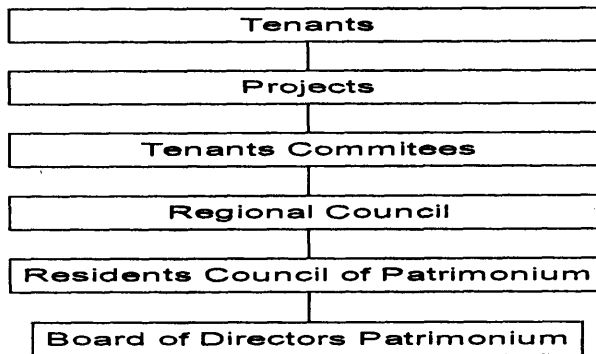 Tenants
Projects
Tenants Commitees
Regional Council
Residents Council of Patrimonium
Board of Directors Patrimonium